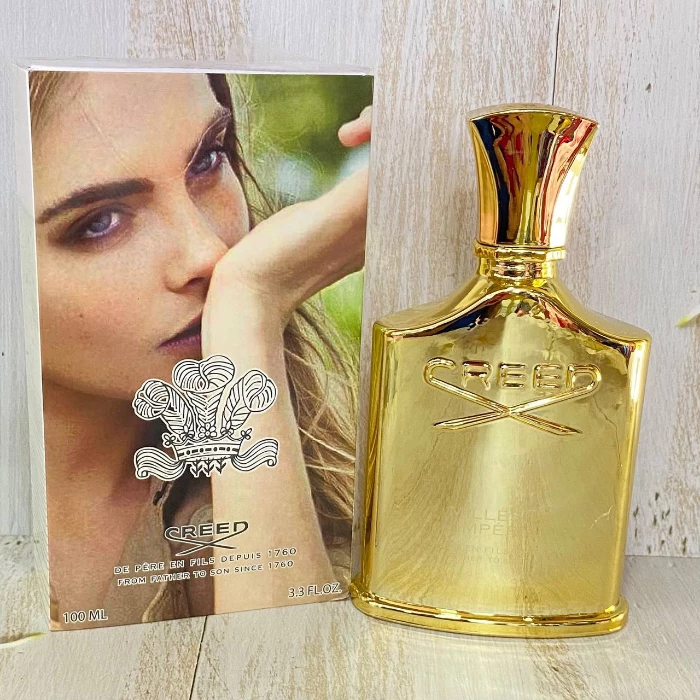 CREED
DE PÈRE EN FILS DEPUIS 1760
FROM FATHER TO SON SINCE 1760
100 ML
3.3 FL.OZ.
CREED